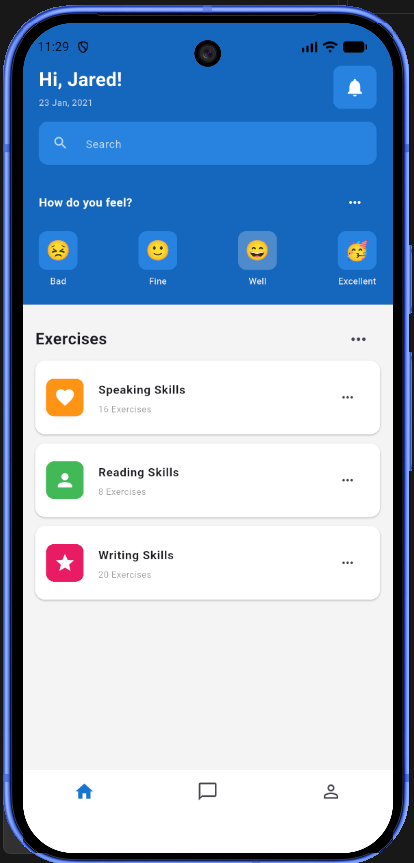 11:29
Hi, Jared!
23 Jan, 2021
Search
How do you feel?
Bad Fine Well Excellent
Exercises
Speaking Skills
16 Exercises
Reading Skills
8 Exercises
Writing Skills
20 Exercises